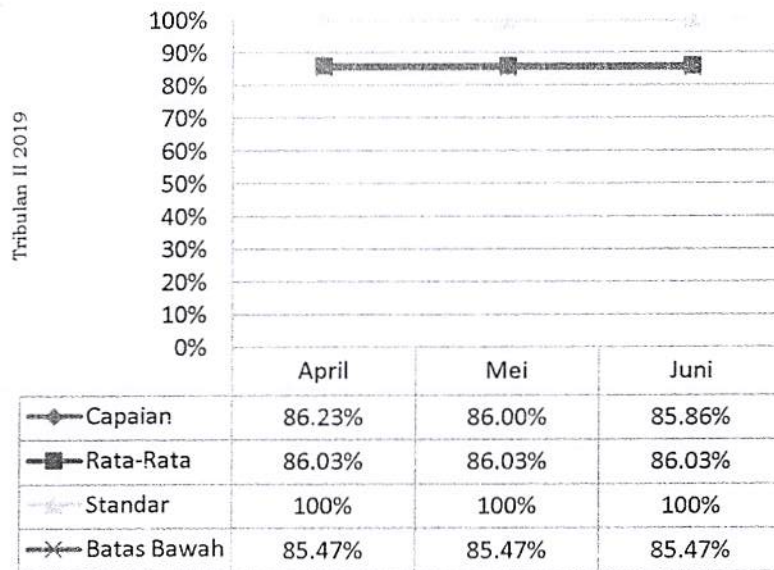 Tribulan II 2019
100%
90%
80%
70%
60%
50%
40%
30%
20%
10%
0%
April Mei Juni
Capaian 86.23% 86.00% 85.86%
Rata-Rata 86.03% 86.03% 86.03%
Standar 100% 100% 100%
Batas Bawah 85.47% 85.47% 85.47%